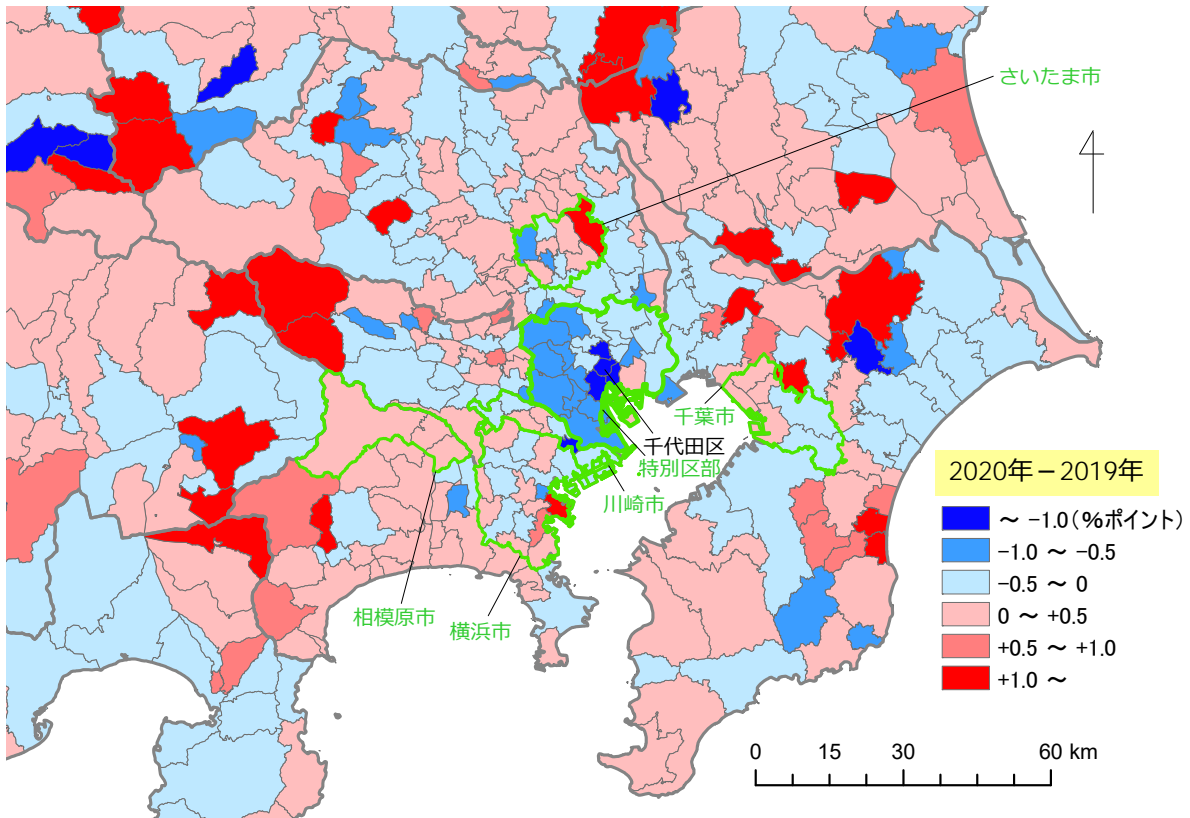 さいたま市
千葉市
千代田区
特別区部
川崎市
相模原市
横浜市
2020年－2019年
～ -1.0（%ポイント）
-1.0 ～ -0.5
-0.5 ～ 0
0 ～ +0.5
+0.5 ～ +1.0
+1.0 ～
0 15 30 60 km